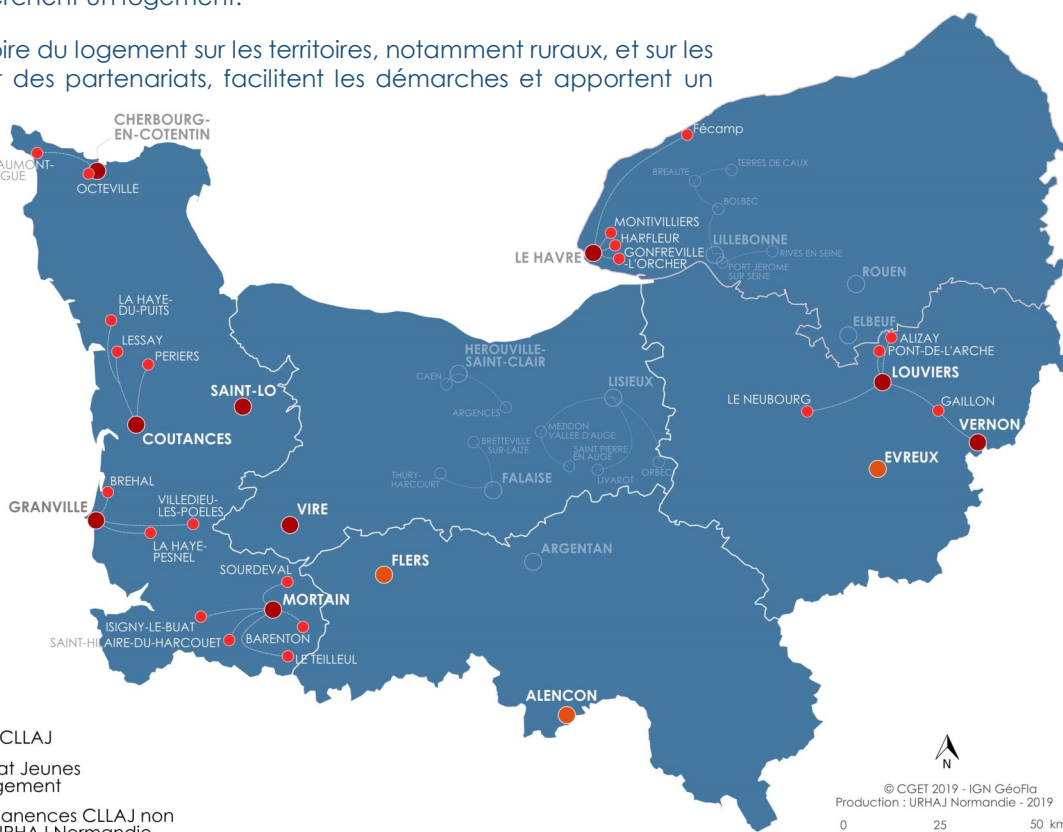 un logement.
du logement sur les territoires, notamment ruraux, et sur les
des partenariats, facilitent les démarches et apportent un
CHERBOURG-
EN-COTENTIN
OCTEVILLE
Fécamp
TERRES DE CAUX
BREAUTE
BOLBEC
MONTIVILLIERS
HARFLEUR
GONFREVILLE
-L'ORCHER
LE HAVRE
LILLEBONNE
RIVES EN SEINE
PORT JEROME
SUR SEINE
ROUEN
ELBEUF
ALIZAY
PONT-DE-L'ARCHE
LOUVIERS
LE NEUBOURG
GAILLON
VERNON
EVREUX
LA HAYE-
DU-PUITS
LESSAY
PERIERS
SAINT-LO
COUTANCES
HEROUVILLE-
SAINT-CLAIR
CAEN
ARGENCES
LISIEUX
MEZIDON
VALLEE D'AUGE
BRETTEVILLE
SUR-LAIZE
SAINT PIERRE
EN AUGE
LIVAROT
ORBEC
THURY-
HARCOURT
FALAISE
BREHAL
GRANVILLE
VILLEDIEU-
LES-POELES
LA HAYE-
PESNEL
VIRE
FLERS
ARGENTAN
SOURDEVAL
MORTAIN
ISIGNY-LE-BUAT
SAINT-HILAIRE-DU-HARCOUET
BARENTON
LE TEILLEUL
ALENCON
CLLAJ
Jeunes
CLLAJ non
URHAJ Normandie
N
© CGET 2019 - IGN GéoFla
Production : URHAJ Normandie - 2019
0 25 50 km